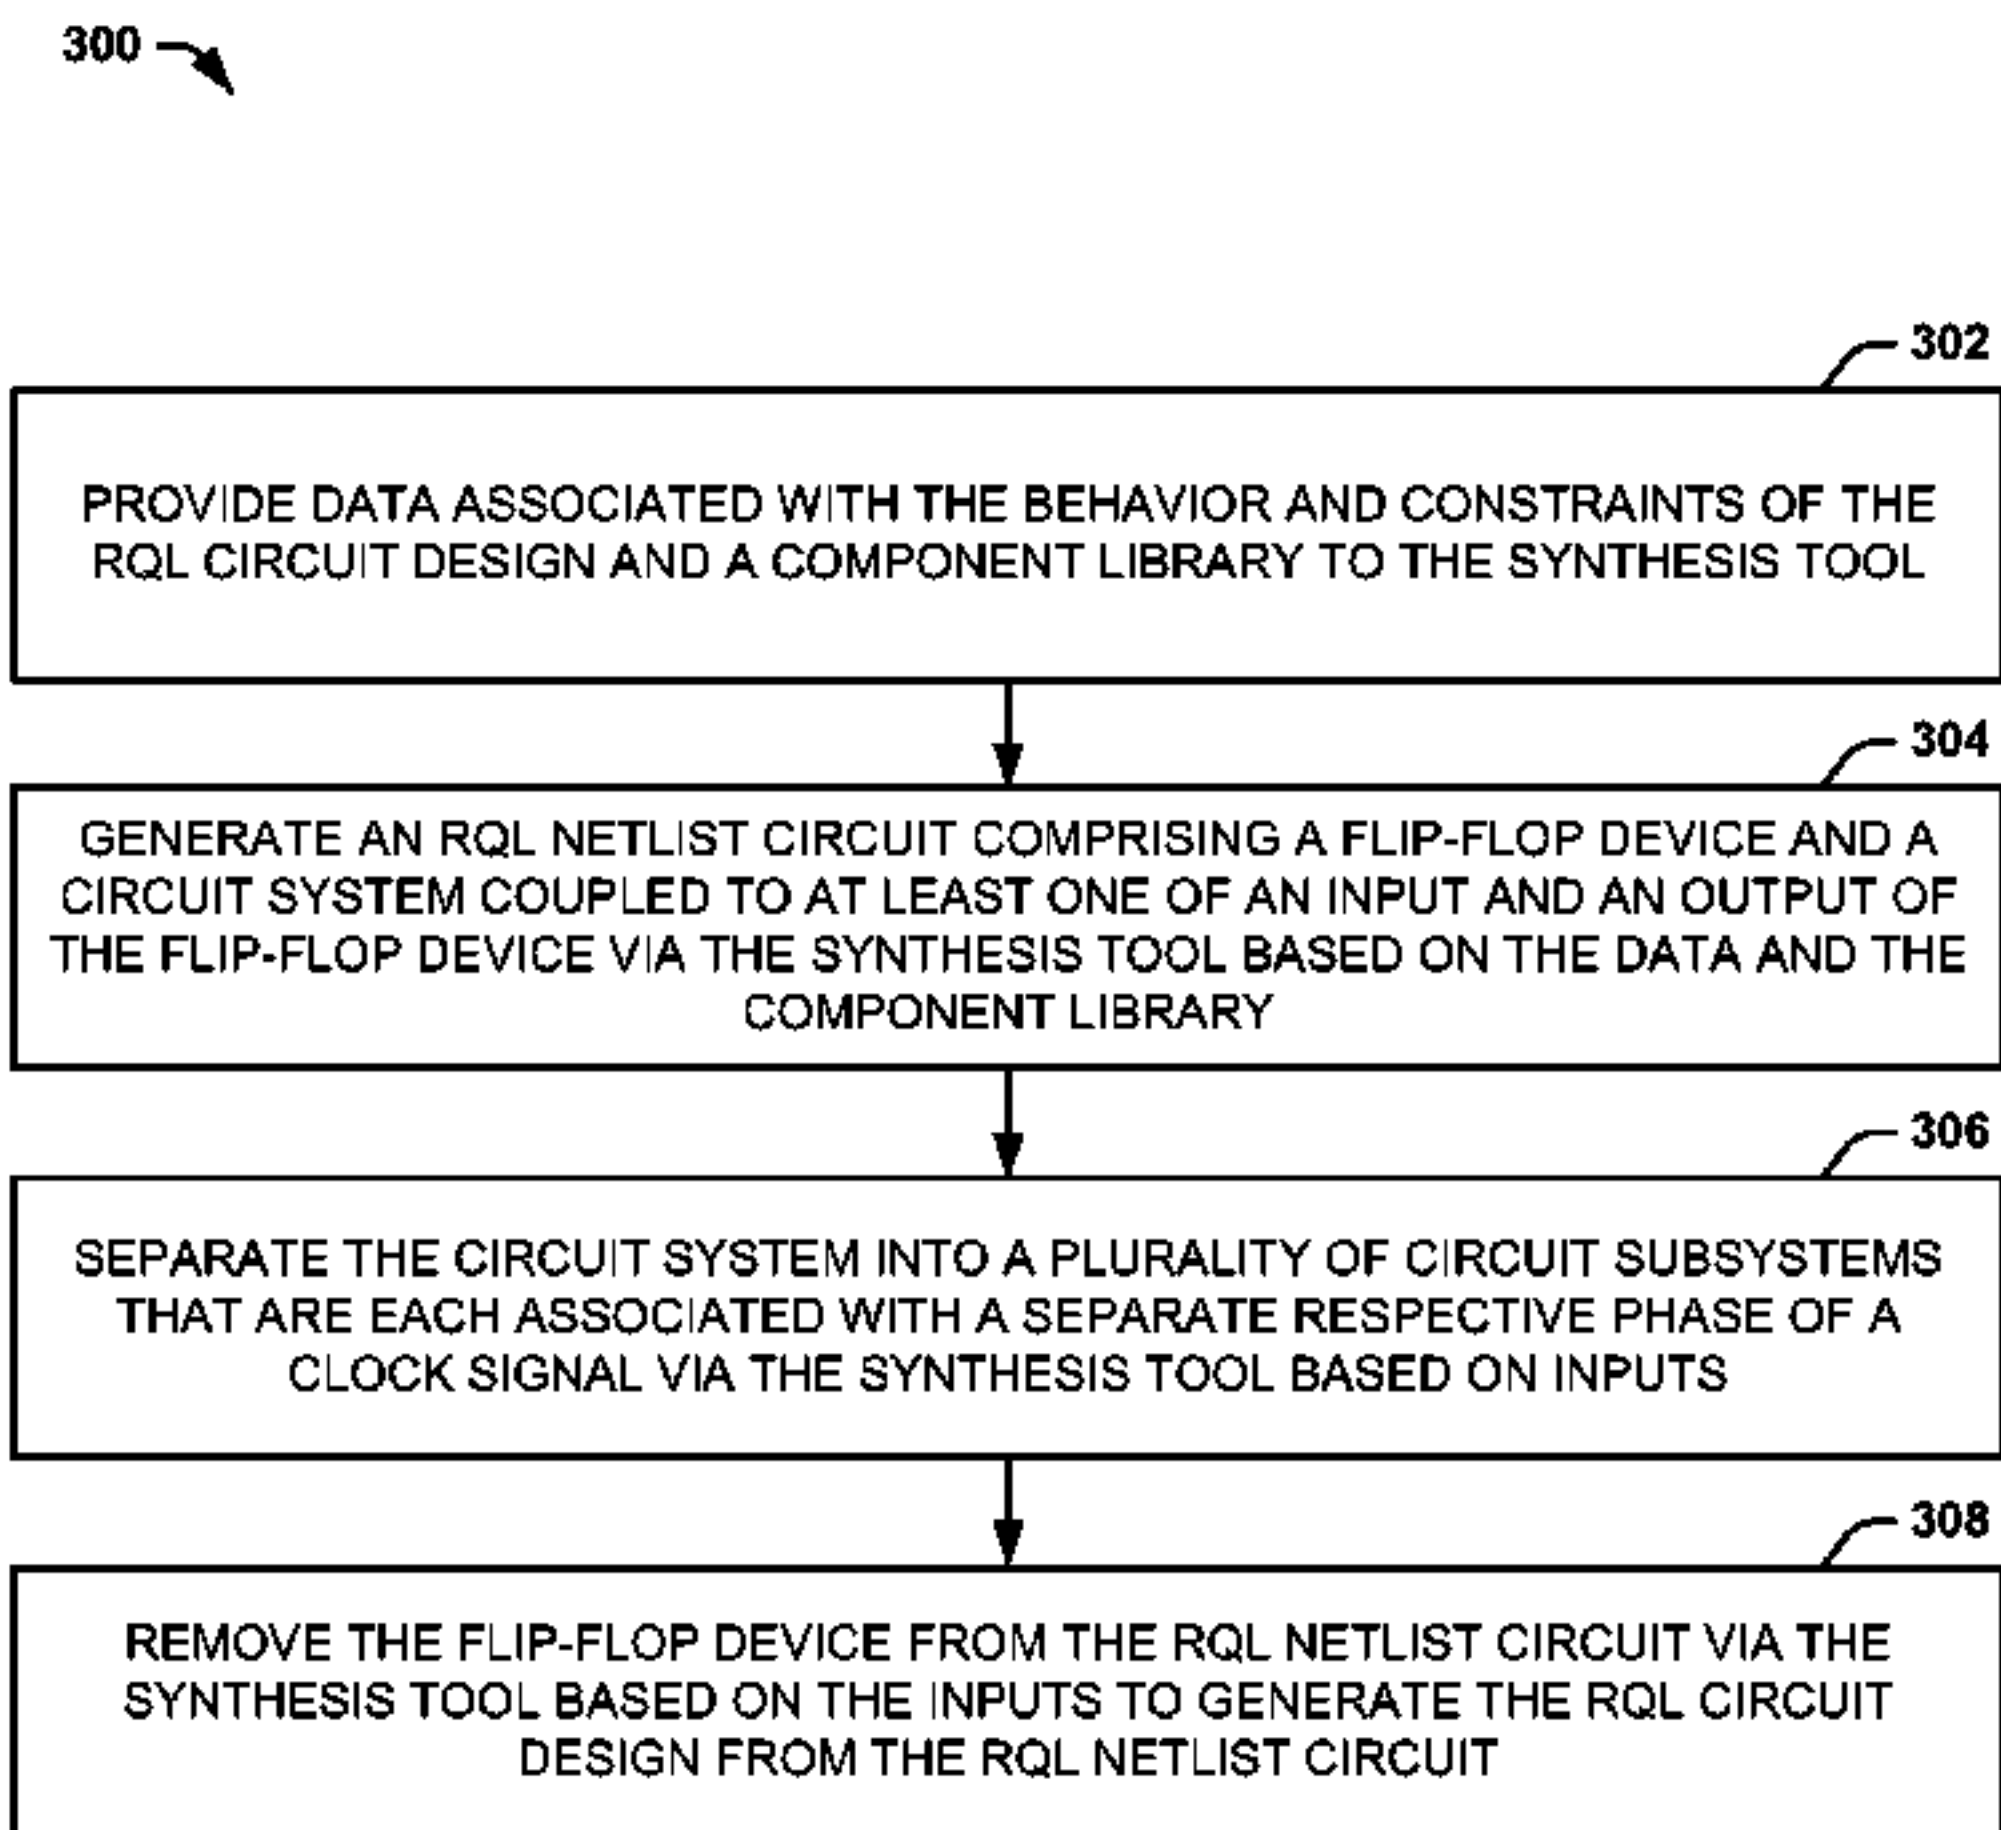 300
302
PROVIDE DATA ASSOCIATED WITH THE BEHAVIOR AND CONSTRAINTS OF THE
RQL CIRCUIT DESIGN AND A COMPONENT LIBRARY TO THE SYNTHESIS TOOL
304
GENERATE AN RQL NETLIST CIRCUIT COMPRISING A FLIP-FLOP DEVICE AND A
CIRCUIT SYSTEM COUPLED TO AT LEAST ONE OF AN INPUT AND AN OUTPUT OF
THE FLIP-FLOP DEVICE VIA THE SYNTHESIS TOOL BASED ON THE DATA AND THE
COMPONENT LIBRARY
306
SEPARATE THE CIRCUIT SYSTEM INTO A PLURALITY OF CIRCUIT SUBSYSTEMS
THAT ARE EACH ASSOCIATED WITH A SEPARATE RESPECTIVE PHASE OF A
CLOCK SIGNAL VIA THE SYNTHESIS TOOL BASED ON INPUTS
308
REMOVE THE FLIP-FLOP DEVICE FROM THE RQL NETLIST CIRCUIT VIA THE
SYNTHESIS TOOL BASED ON THE INPUTS TO GENERATE THE RQL CIRCUIT
DESIGN FROM THE RQL NETLIST CIRCUIT